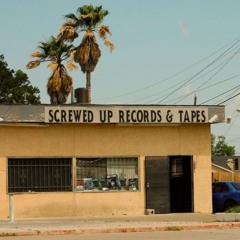 SCREWED UP RECORDS & TAPES